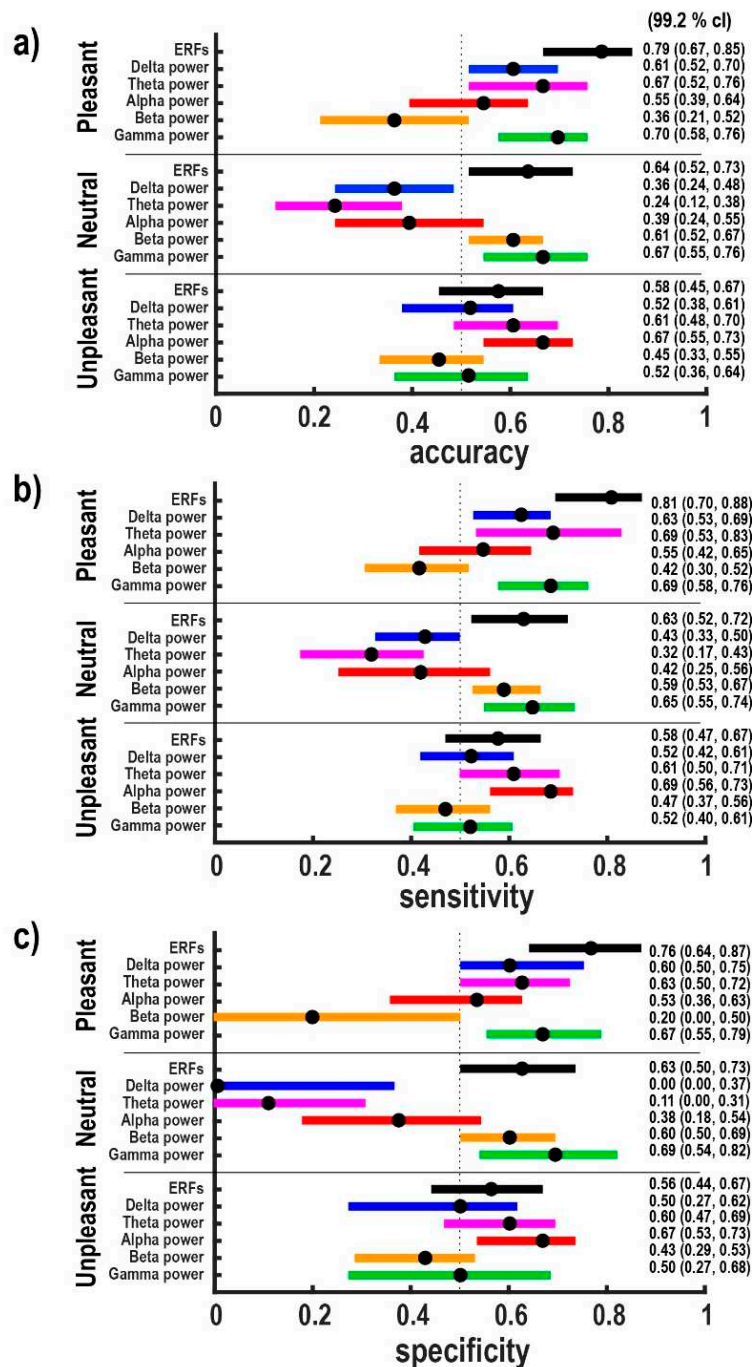 (99.2 % cl)
a)
Pleasant
ERFs 0.79 (0.67, 0.85)
Delta power 0.61 (0.52, 0.70)
Theta power 0.67 (0.52, 0.76)
Alpha power 0.55 (0.39, 0.64)
Beta power 0.36 (0.21, 0.52)
Gamma power 0.70 (0.58, 0.76)
Neutral
ERFs 0.64 (0.52, 0.73)
Delta power 0.36 (0.24, 0.48)
Theta power 0.24 (0.12, 0.38)
Alpha power 0.39 (0.24, 0.55)
Beta power 0.61 (0.52, 0.67)
Gamma power 0.67 (0.55, 0.76)
Unpleasant
ERFs 0.58 (0.45, 0.67)
Delta power 0.52 (0.38, 0.61)
Theta power 0.61 (0.48, 0.70)
Alpha power 0.67 (0.55, 0.73)
Beta power 0.45 (0.33, 0.55)
Gamma power 0.52 (0.36, 0.64)
0 0.2 0.4 0.6 0.8 1
accuracy
b)
Pleasant
ERFs 0.81 (0.70, 0.88)
Delta power 0.63 (0.53, 0.69)
Theta power 0.69 (0.53, 0.83)
Alpha power 0.55 (0.42, 0.65)
Beta power 0.42 (0.30, 0.52)
Gamma power 0.69 (0.58, 0.76)
Neutral
ERFs 0.63 (0.52, 0.72)
Delta power 0.43 (0.33, 0.50)
Theta power 0.32 (0.17, 0.43)
Alpha power 0.42 (0.25, 0.56)
Beta power 0.59 (0.53, 0.67)
Gamma power 0.65 (0.55, 0.74)
Unpleasant
ERFs 0.58 (0.47, 0.67)
Delta power 0.52 (0.42, 0.61)
Theta power 0.61 (0.50, 0.71)
Alpha power 0.69 (0.56, 0.73)
Beta power 0.47 (0.37, 0.56)
Gamma power 0.52 (0.40, 0.61)
0 0.2 0.4 0.6 0.8 1
sensitivity
c)
Pleasant
ERFs 0.76 (0.64, 0.87)
Delta power 0.60 (0.50, 0.75)
Theta power 0.63 (0.50, 0.72)
Alpha power 0.53 (0.36, 0.63)
Beta power 0.20 (0.00, 0.50)
Gamma power 0.67 (0.55, 0.79)
Neutral
ERFs 0.63 (0.50, 0.73)
Delta power 0.00 (0.00, 0.37)
Theta power 0.11 (0.00, 0.31)
Alpha power 0.38 (0.18, 0.54)
Beta power 0.60 (0.50, 0.69)
Gamma power 0.69 (0.54, 0.82)
Unpleasant
ERFs 0.56 (0.44, 0.67)
Delta power 0.50 (0.27, 0.62)
Theta power 0.60 (0.47, 0.69)
Alpha power 0.67 (0.53, 0.73)
Beta power 0.43 (0.29, 0.53)
Gamma power 0.50 (0.27, 0.68)
0 0.2 0.4 0.6 0.8 1
specificity